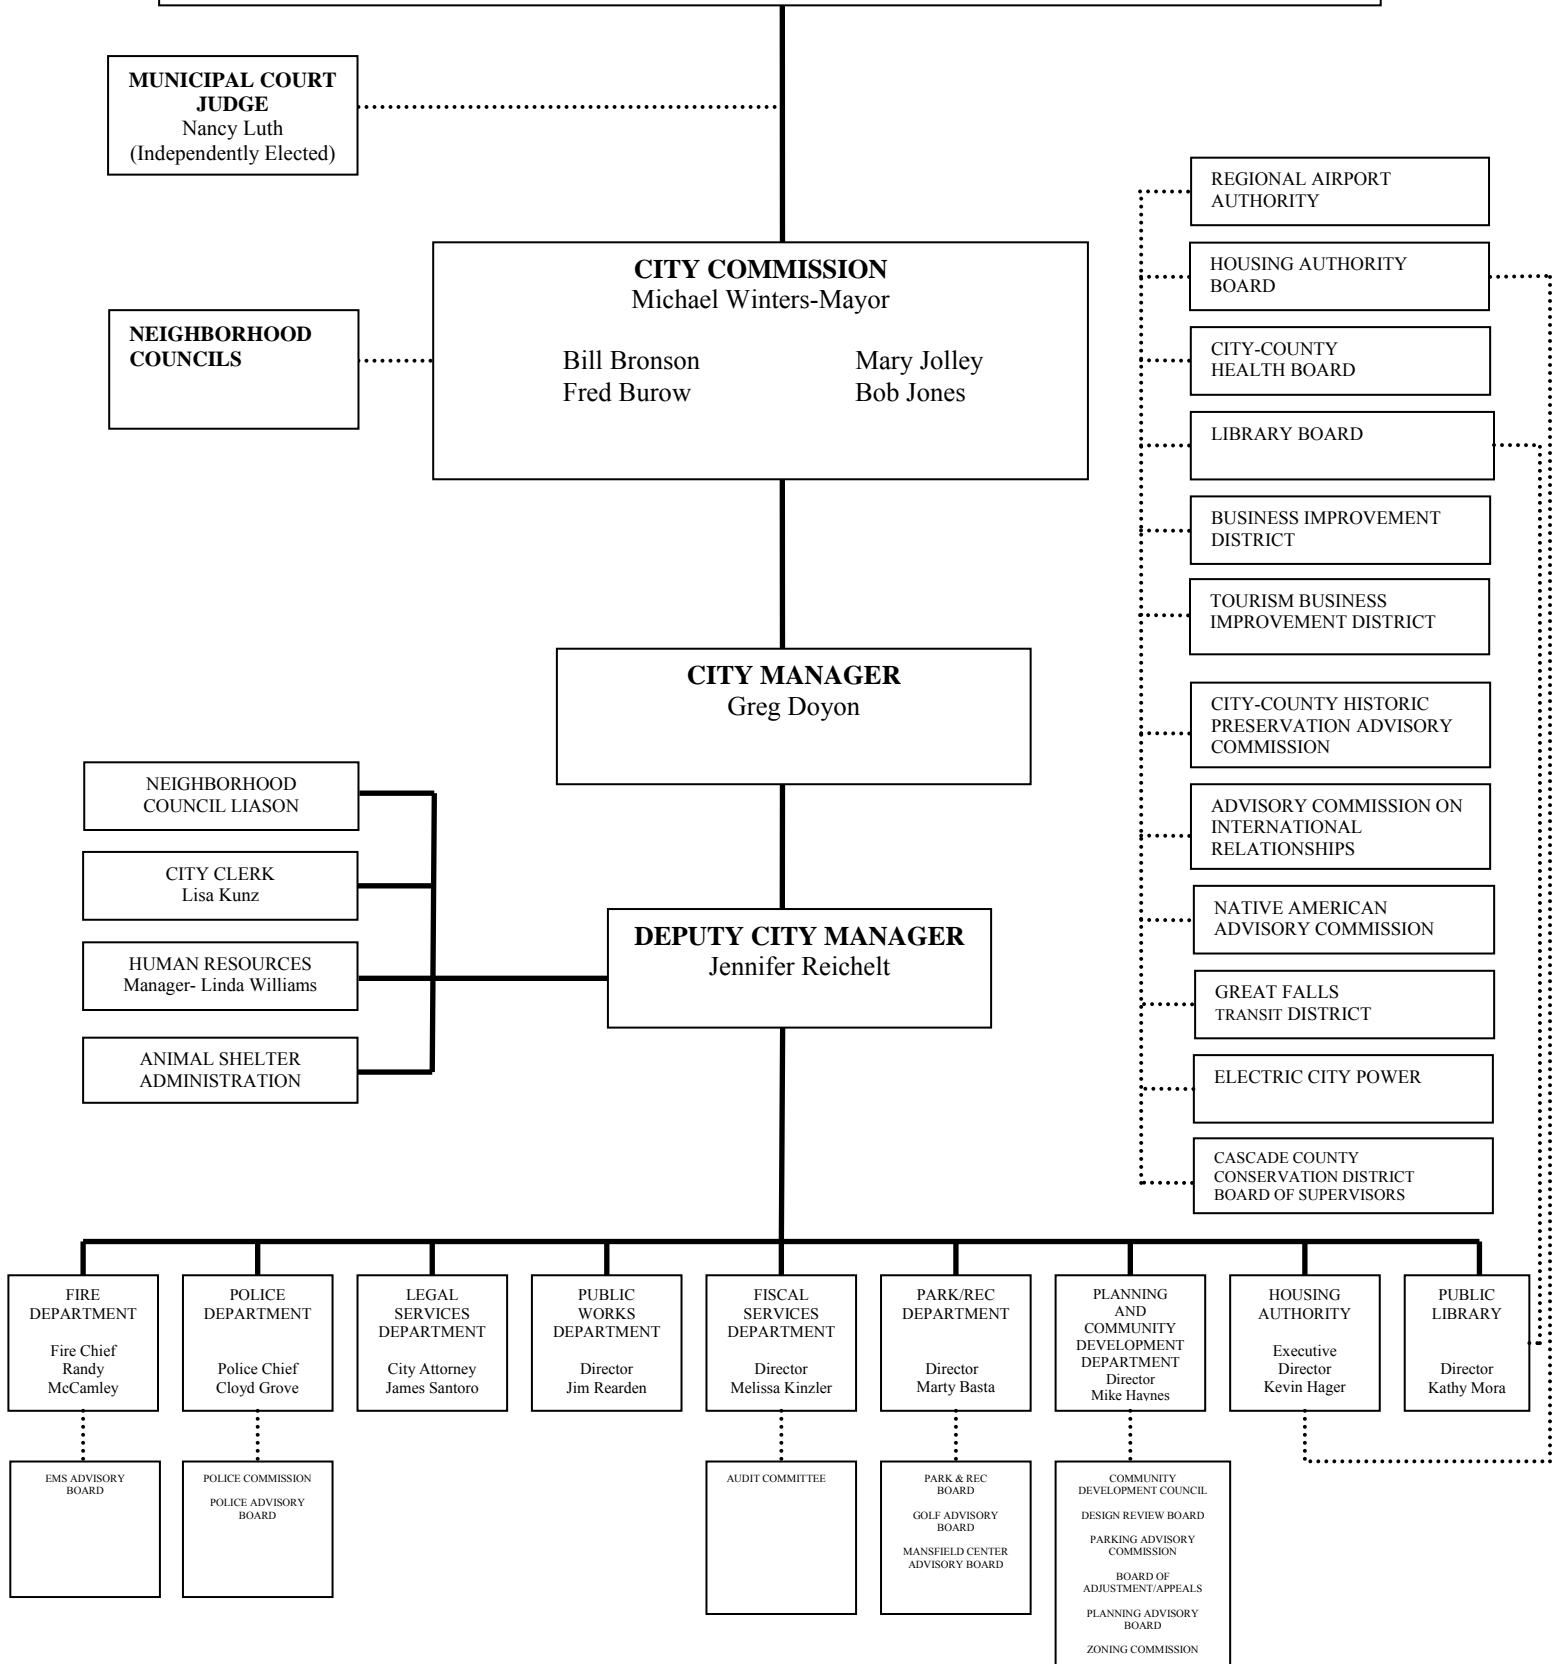 MUNICIPAL COURT
JUDGE
Nancy Luth
(Independently Elected)
CITY COMMISSION
Michael Winters-Mayor
Bill Bronson
Mary Jolley
Fred Burow
Bob Jones
NEIGHBORHOOD
COUNCILS
REGIONAL AIRPORT
AUTHORITY
HOUSING AUTHORITY
BOARD
CITY-COUNTY
HEALTH BOARD
LIBRARY BOARD
BUSINESS IMPROVEMENT
DISTRICT
TOURISM BUSINESS
IMPROVEMENT DISTRICT
CITY-COUNTY HISTORIC
PRESERVATION ADVISORY
COMMISSION
ADVISORY COMMISSION ON
INTERNATIONAL
RELATIONSHIPS
NATIVE AMERICAN
ADVISORY COMMISSION
GREAT FALLS
TRANSIT DISTRICT
ELECTRIC CITY POWER
CASCADE COUNTY
CONSERVATION DISTRICT
BOARD OF SUPERVISORS
CITY MANAGER
Greg Doyon
NEIGHBORHOOD
COUNCIL LIASON
CITY CLERK
Lisa Kunz
HUMAN RESOURCES
Manager- Linda Williams
ANIMAL SHELTER
ADMINISTRATION
DEPUTY CITY MANAGER
Jennifer Reichelt
FIRE
DEPARTMENT
Fire Chief
Randy
McCamley
POLICE
DEPARTMENT
Police Chief
Cloyd Grove
LEGAL
SERVICES
DEPARTMENT
City Attorney
James Santoro
PUBLIC
WORKS
DEPARTMENT
Director
Jim Rearden
FISCAL
SERVICES
DEPARTMENT
Director
Melissa Kinzler
PARK/REC
DEPARTMENT
Director
Marty Basta
PLANNING
AND
COMMUNITY
DEVELOPMENT
DEPARTMENT
Director
Mike Haynes
HOUSING
AUTHORITY
Executive
Director
Kevin Hager
PUBLIC
LIBRARY
Director
Kathy Mora
EMS ADVISORY
BOARD
POLICE COMMISSION
POLICE ADVISORY
BOARD
AUDIT COMMITTEE
PARK & REC
BOARD
GOLF ADVISORY
BOARD
MANSFIELD CENTER
ADVISORY BOARD
COMMUNITY
DEVELOPMENT COUNCIL
DESIGN REVIEW BOARD
PARKING ADVISORY
COMMISSION
BOARD OF
ADJUSTMENT/APPEALS
PLANNING ADVISORY
BOARD
ZONING COMMISSION